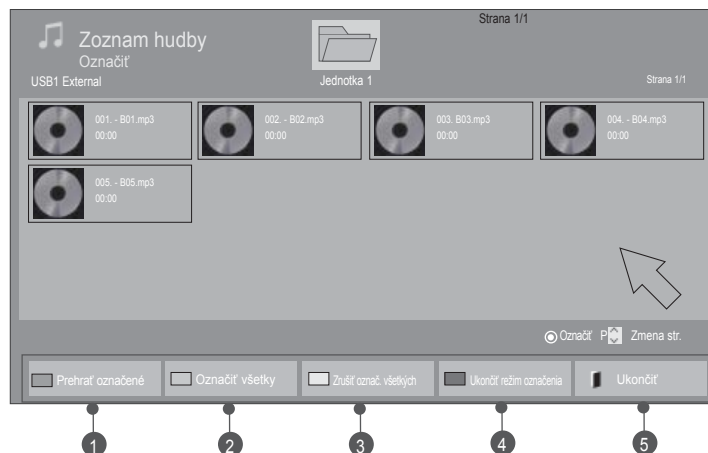 Strana 1/1
Zoznam hudby
Označiť
USB1 External
Jednotka 1
Strana 1/1
001. - B01.mp3
00:00
002. - B02.mp3
00:00
003. B03.mp3
00:00
004. - B04.mp3
00:00
005. - B05.mp3
00:00
Označiť P Zmena str.
Prehrať označené
Označiť všetky
Zrušiť označ. všetkých
Ukončiť režim označenia
Ukončiť
1
2
3
4
5